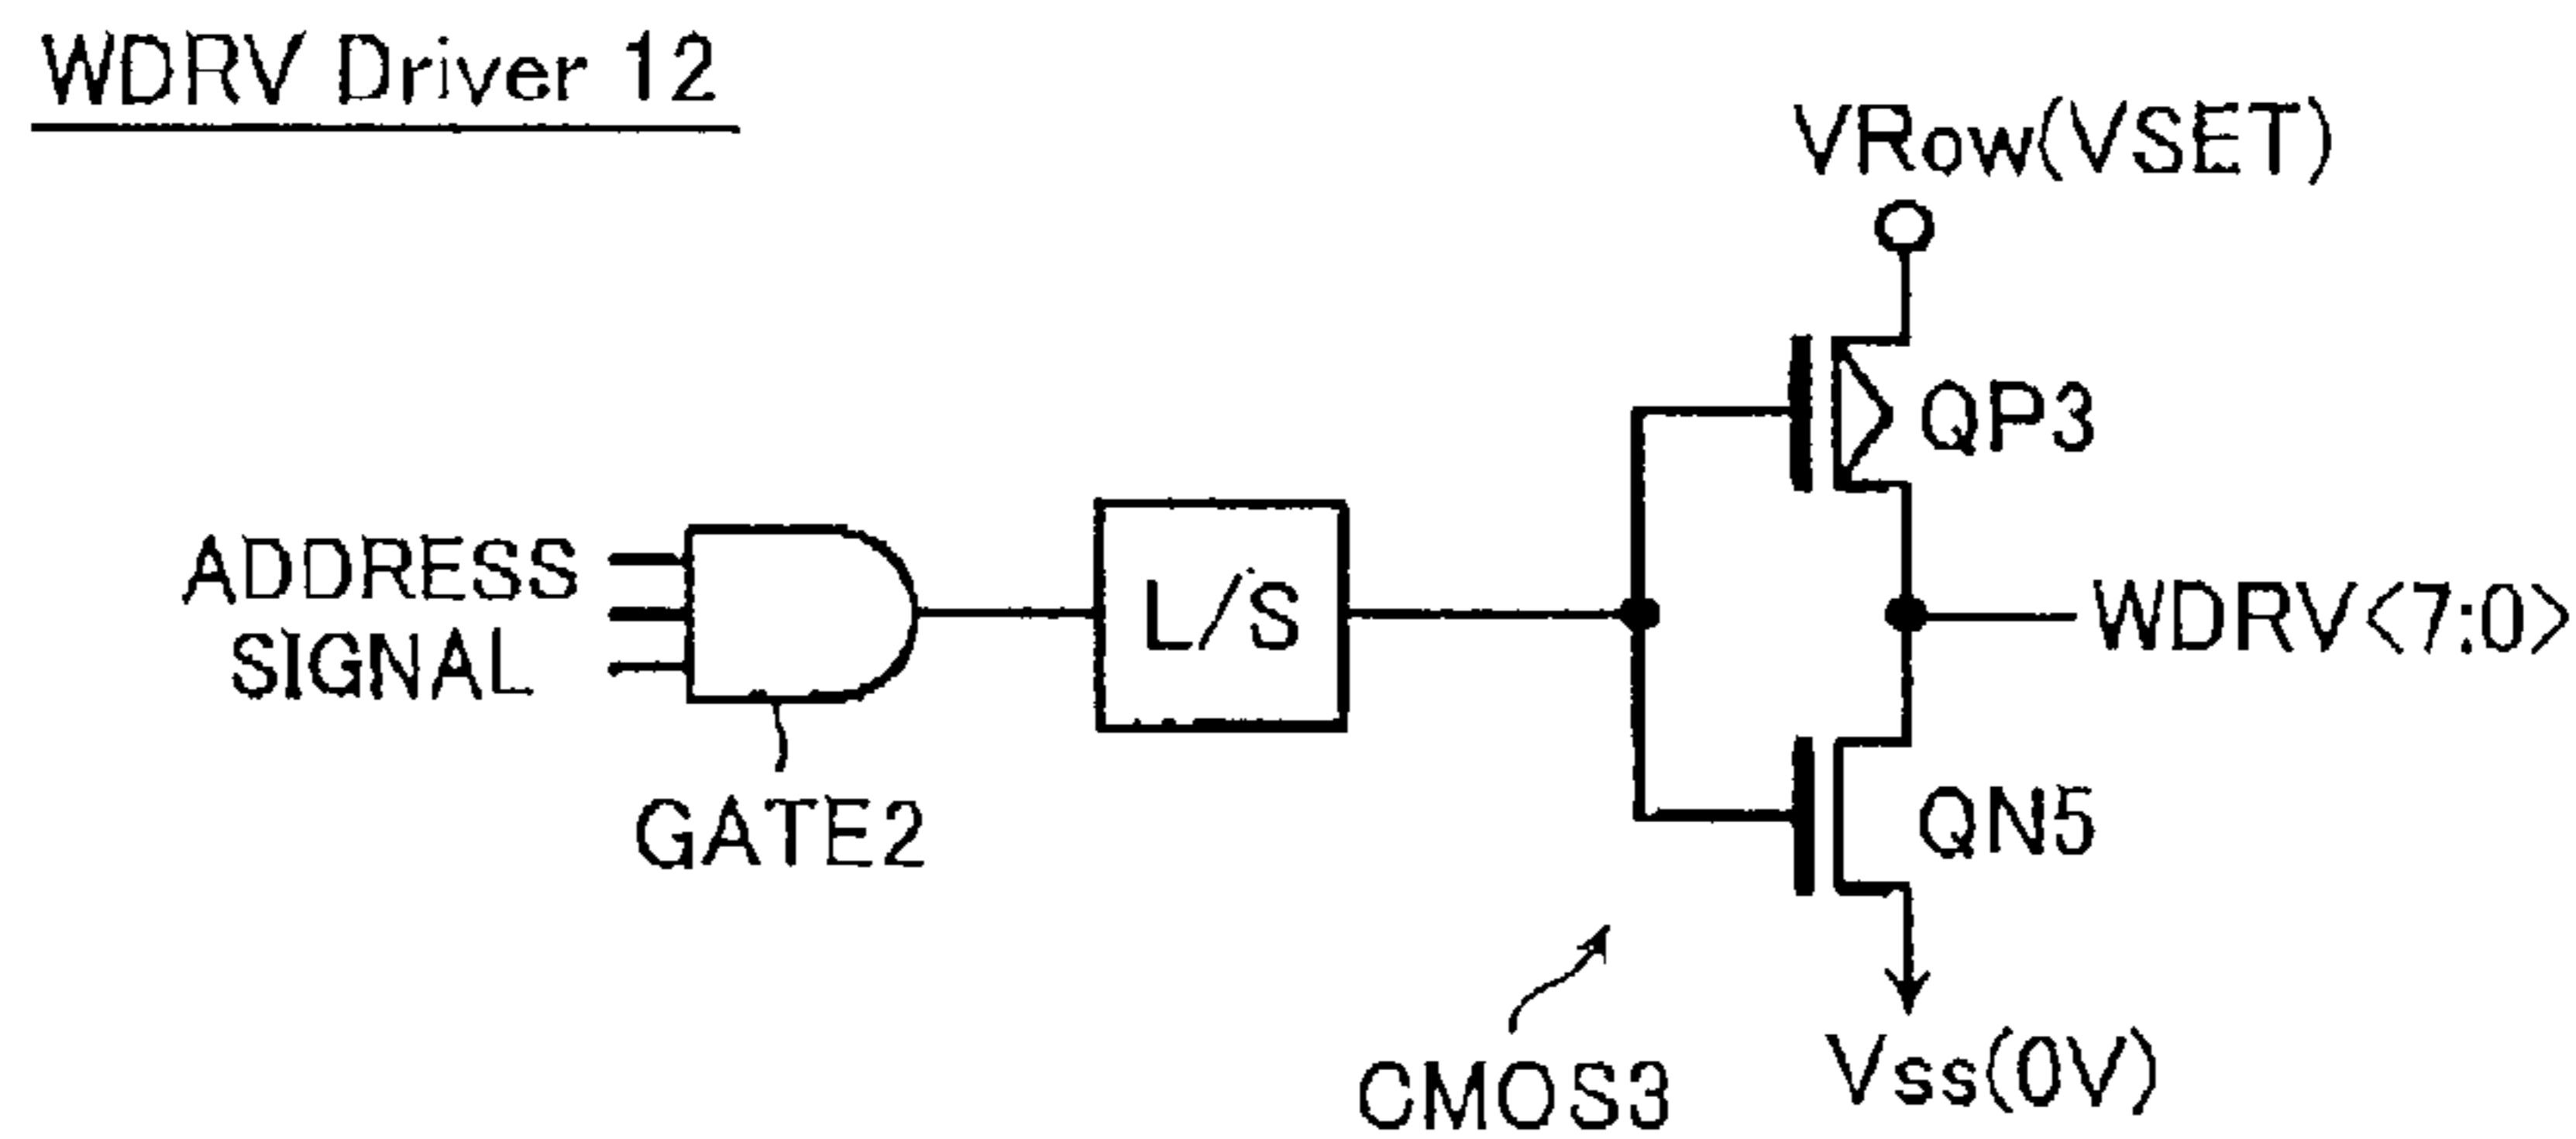 WDRV Driver 12
VRow(VSET)
QP3
ADDRESS
SIGNAL
L/S
WDRV<7:0>
GATE2
QN5
CMOS3
Vss(0V)